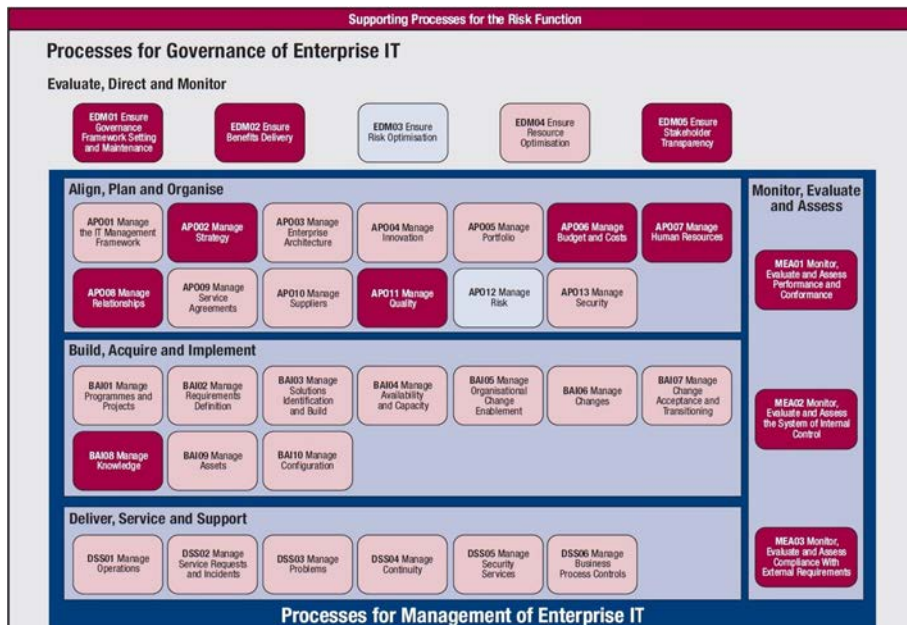 Supporting Processes for the Risk Function
Processes for Governance of Enterprise IT
Evaluate, Direct and Monitor
EDM01 Ensure
Governance
Framework Setting
and Maintenance
EDM02 Ensure
Benefits Delivery
EDM03 Ensure
Risk Optimisation
EDM04 Ensure
Resource
Optimisation
EDM05 Ensure
Stakeholder
Transparency
Align, Plan and Organise
APO01 Manage
the IT Management
Framework
APO02 Manage
Strategy
APO03 Manage
Enterprise
Architecture
APO04 Manage
Innovation
APO05 Manage
Portfolio
APO06 Manage
Budget and Costs
APO07 Manage
Human Resources
APO08 Manage
Relationships
APO09 Manage
Service
Agreements
APO10 Manage
Suppliers
APO11 Manage
Quality
APO12 Manage
Risk
APO13 Manage
Security
Build, Acquire and Implement
BAI01 Manage
Programmes and
Projects
BAI02 Manage
Requirements
Definition
BAI03 Manage
Solutions
Identification
and Build
BAI04 Manage
Availability
and Capacity
BAI05 Manage
Organisational
Change
Enablement
BAI06 Manage
Changes
BAI07 Manage
Change
Acceptance and
Transitioning
BAI08 Manage
Knowledge
BAI09 Manage
Assets
BAI10 Manage
Configuration
Deliver, Service and Support
DSS01 Manage
Operations
DSS02 Manage
Service Requests
and Incidents
DSS03 Manage
Problems
DSS04 Manage
Continuity
DSS05 Manage
Security
Services
DSS06 Manage
Business
Process Controls
Monitor, Evaluate
and Assess
MEA01 Monitor,
Evaluate and Assess
Performance and
Conformance
MEA02 Monitor,
Evaluate and Assess
the System of Internal
Control
MEA03 Monitor,
Evaluate and Assess
Compliance With
External Requirements
Processes for Management of Enterprise IT